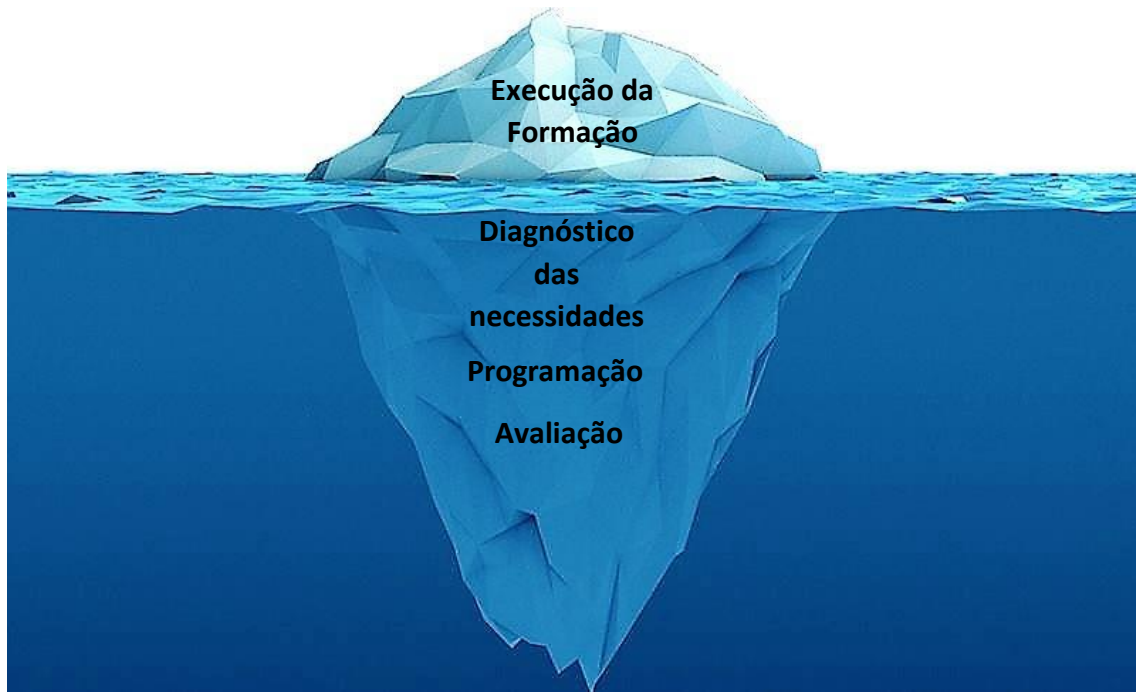 Execução da
Formação
Diagnóstico
das
necessidades
Programação
Avaliação